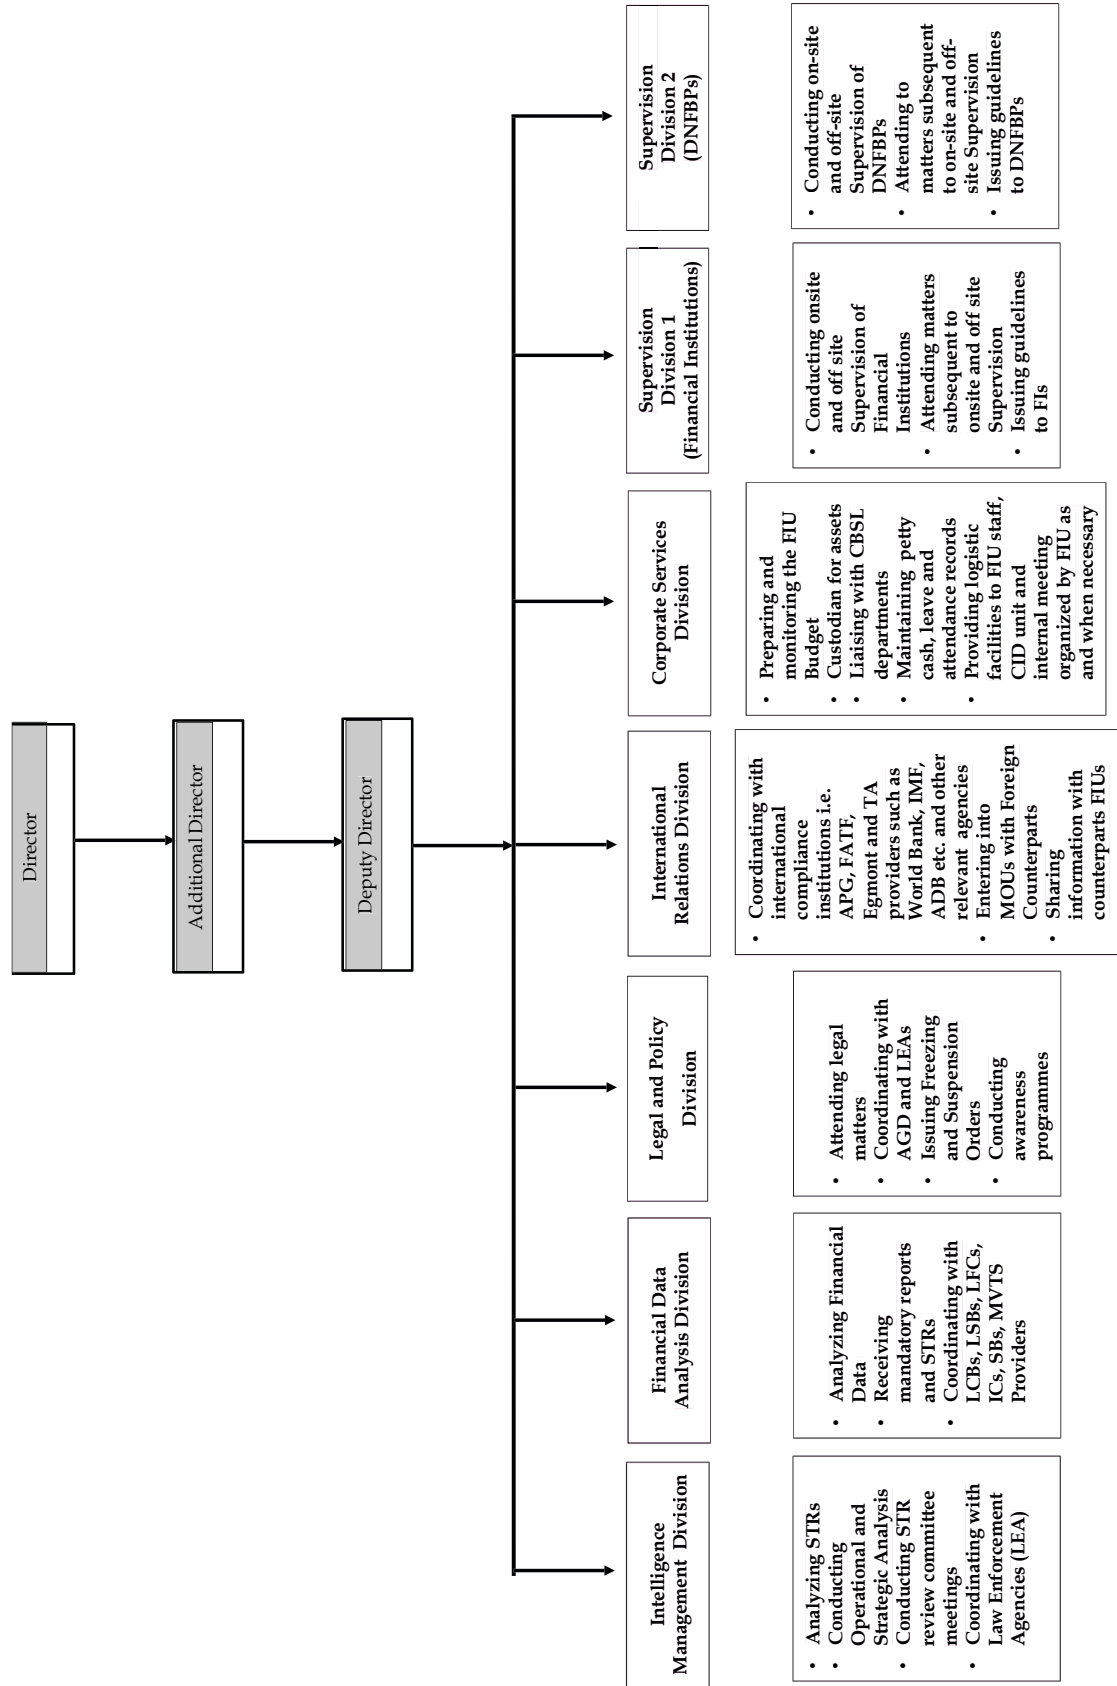 Director
Additional Director
Deputy Director
Intelligence
Management Division
• Analyzing STRs
• Conducting
Operational and
Strategic Analysis
• Conducting STR
review committee
meetings
• Coordinating with
Law Enforcement
Agencies (LEA)
Financial Data
Analysis Division
• Analyzing Financial
Data
• Receiving
mandatory reports
and STRs
• Coordinating with
LCBs, LSBs, LFCs,
ICs, SBs, MVTS
Providers
Legal and Policy
Division
• Attending legal
matters
• Coordinating with
AGD and LEAs
• Issuing Freezing
and Suspension
Orders
• Conducting
awareness
programmes
International
Relations Division
• Coordinating with
international
compliance
institutions i.e.
APG, FATF,
Egmont and TA
providers such as
World Bank, IMF,
ADB etc. and other
relevant agencies
• Entering into
MOUs with Foreign
Counterparts
• Sharing
information with
counterparts FIUs
Corporate Services
Division
• Preparing and
monitoring the FIU
Budget
• Custodian for assets
• Liaising with CBSL
departments
• Maintaining petty
cash, leave and
attendance records
• Providing logistic
facilities to FIU staff,
CID unit and
internal meeting
organized by FIU as
and when necessary
Supervision
Division 1
(Financial Institutions)
• Conducting onsite
and off site
Supervision of
Financial
Institutions
• Attending matters
subsequent to
onsite and off site
Supervision
• Issuing guidelines
to FIs
Supervision
Division 2
(DNFBPs)
• Conducting on-site
and off-site
Supervision of
DNFBPs
• Attending to
matters subsequent
to on-site and off-
site Supervision
• Issuing guidelines
to DNFBPs